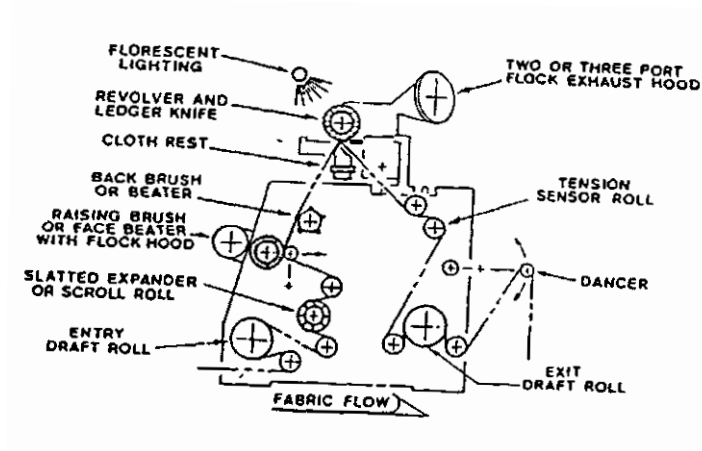 FLORESCENT
LIGHTING
REVOLVER AND
LEDGER KNIFE
CLOTH REST
BACK BRUSH
OR BEATER
RAISING BRUSH
OR FACE BEATER
WITH FLOCK HOOD
SLATTED EXPANDER
OR SCROLL ROLL
ENTRY
DRAFT ROLL
TWO OR THREE PORT
FLOCK EXHAUST HOOD
TENSION
SENSOR ROLL
DANCER
EXIT
DRAFT ROLL
FABRIC FLOW